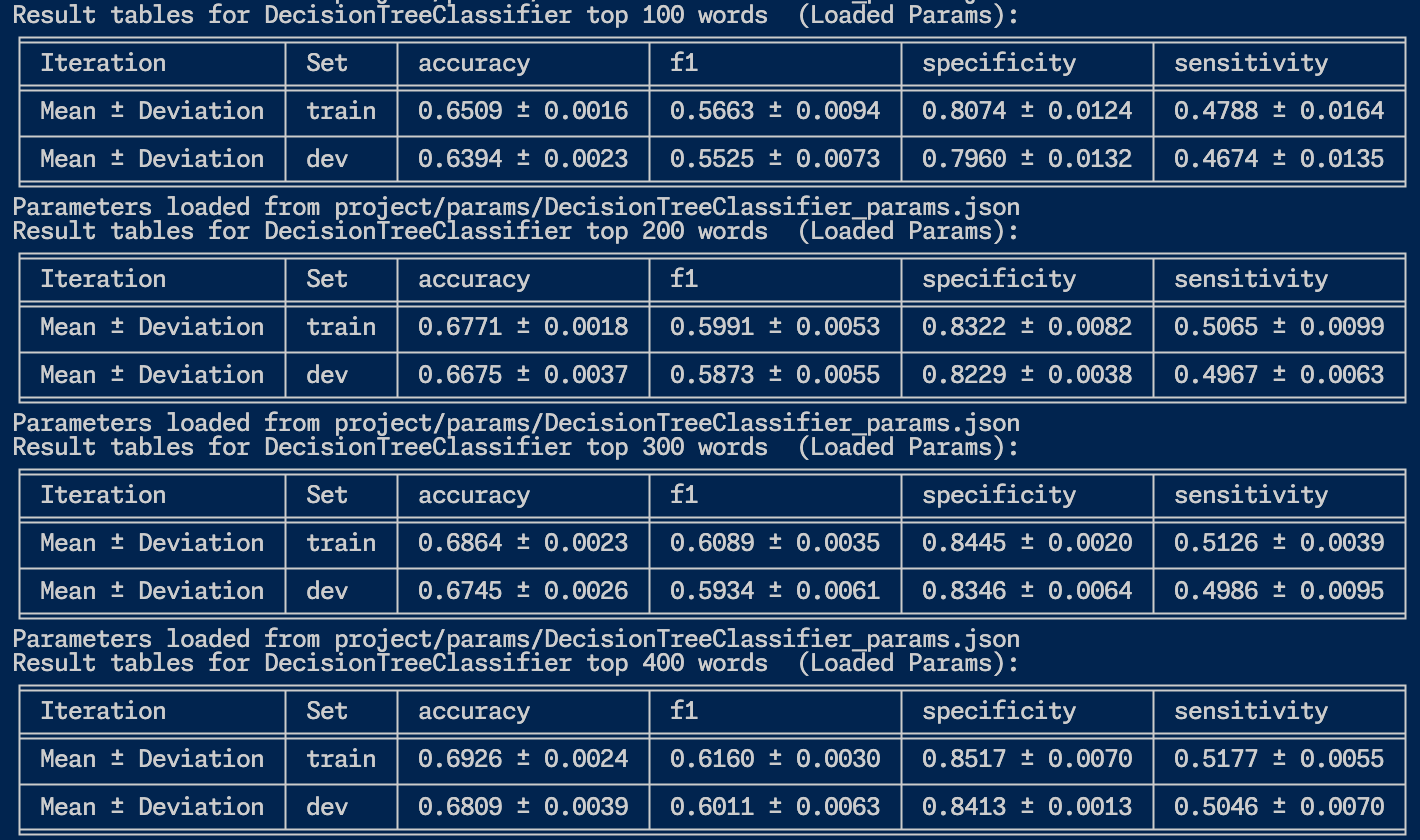 Result tables for DecisionTreeClassifier top 100 words  (Loaded Params):
Iteration Set accuracy f1 specificity sensitivity
Mean ± Deviation train 0.6509 ± 0.0016 0.5663 ± 0.0094 0.8074 ± 0.0124 0.4788 ± 0.0164
Mean ± Deviation dev 0.6394 ± 0.0023 0.5525 ± 0.0073 0.7960 ± 0.0132 0.4674 ± 0.0135
Parameters loaded from project/params/DecisionTreeClassifier_params.json
Result tables for DecisionTreeClassifier top 200 words  (Loaded Params):
Iteration Set accuracy f1 specificity sensitivity
Mean ± Deviation train 0.6771 ± 0.0018 0.5991 ± 0.0053 0.8322 ± 0.0082 0.5065 ± 0.0099
Mean ± Deviation dev 0.6675 ± 0.0037 0.5873 ± 0.0055 0.8229 ± 0.0038 0.4967 ± 0.0063
Parameters loaded from project/params/DecisionTreeClassifier_params.json
Result tables for DecisionTreeClassifier top 300 words  (Loaded Params):
Iteration Set accuracy f1 specificity sensitivity
Mean ± Deviation train 0.6864 ± 0.0023 0.6089 ± 0.0035 0.8445 ± 0.0020 0.5126 ± 0.0039
Mean ± Deviation dev 0.6745 ± 0.0026 0.5934 ± 0.0061 0.8346 ± 0.0064 0.4986 ± 0.0095
Parameters loaded from project/params/DecisionTreeClassifier_params.json
Result tables for DecisionTreeClassifier top 400 words  (Loaded Params):
Iteration Set accuracy f1 specificity sensitivity
Mean ± Deviation train 0.6926 ± 0.0024 0.6160 ± 0.0030 0.8517 ± 0.0070 0.5177 ± 0.0055
Mean ± Deviation dev 0.6809 ± 0.0039 0.6011 ± 0.0063 0.8413 ± 0.0013 0.5046 ± 0.0070